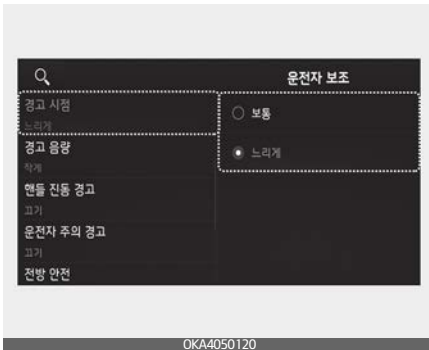 운전자 보조
경고 시점
느리게
경고 음량
작게
핸들 진동 경고
끄기
운전자 주의 경고
끄기
전방 안전
보통
느리게
OKA4050120